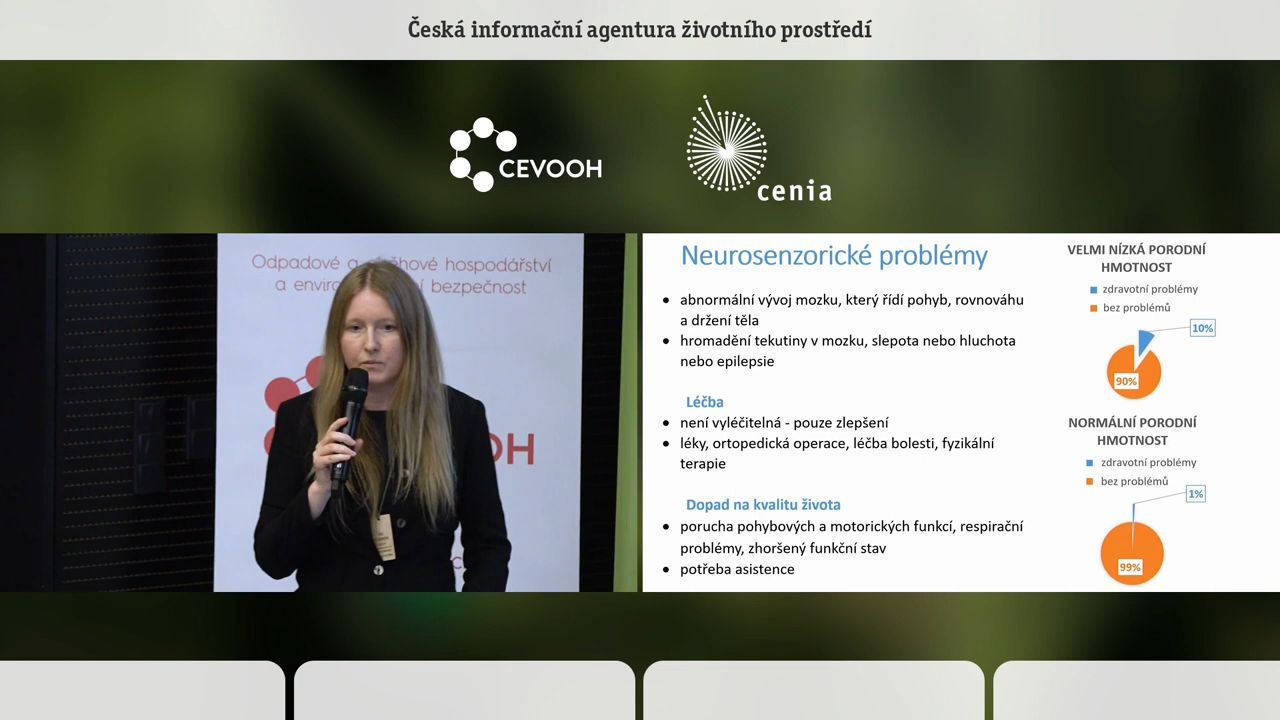 Česká informační agentura životního prostředí
CEVOOH
cenia
Odpadové a oběhové hospodářství
a enviro ní bezpečnost
OH
Neurosenzorické problémy
• abnormální vývoj mozku, který řídí pohyb, rovnováhu
a držení těla
• hromadění tekutiny v mozku, slepota nebo hluchota
nebo epilepsie
Léčba
• není vyléčitelná - pouze zlepšení
• léky, ortopedická operace, léčba bolesti, fyzikální
terapie
Dopad na kvalitu života
• porucha pohybových a motorických funkcí, respirační
problémy, zhoršený funkční stav
• potřeba asistence
VELMI NÍZKÁ PORODNÍ
HMOTNOST
zdravotní problémy
bez problémů
10%
90%
NORMÁLNÍ PORODNÍ
HMOTNOST
zdravotní problémy
bez problémů
1%
99%